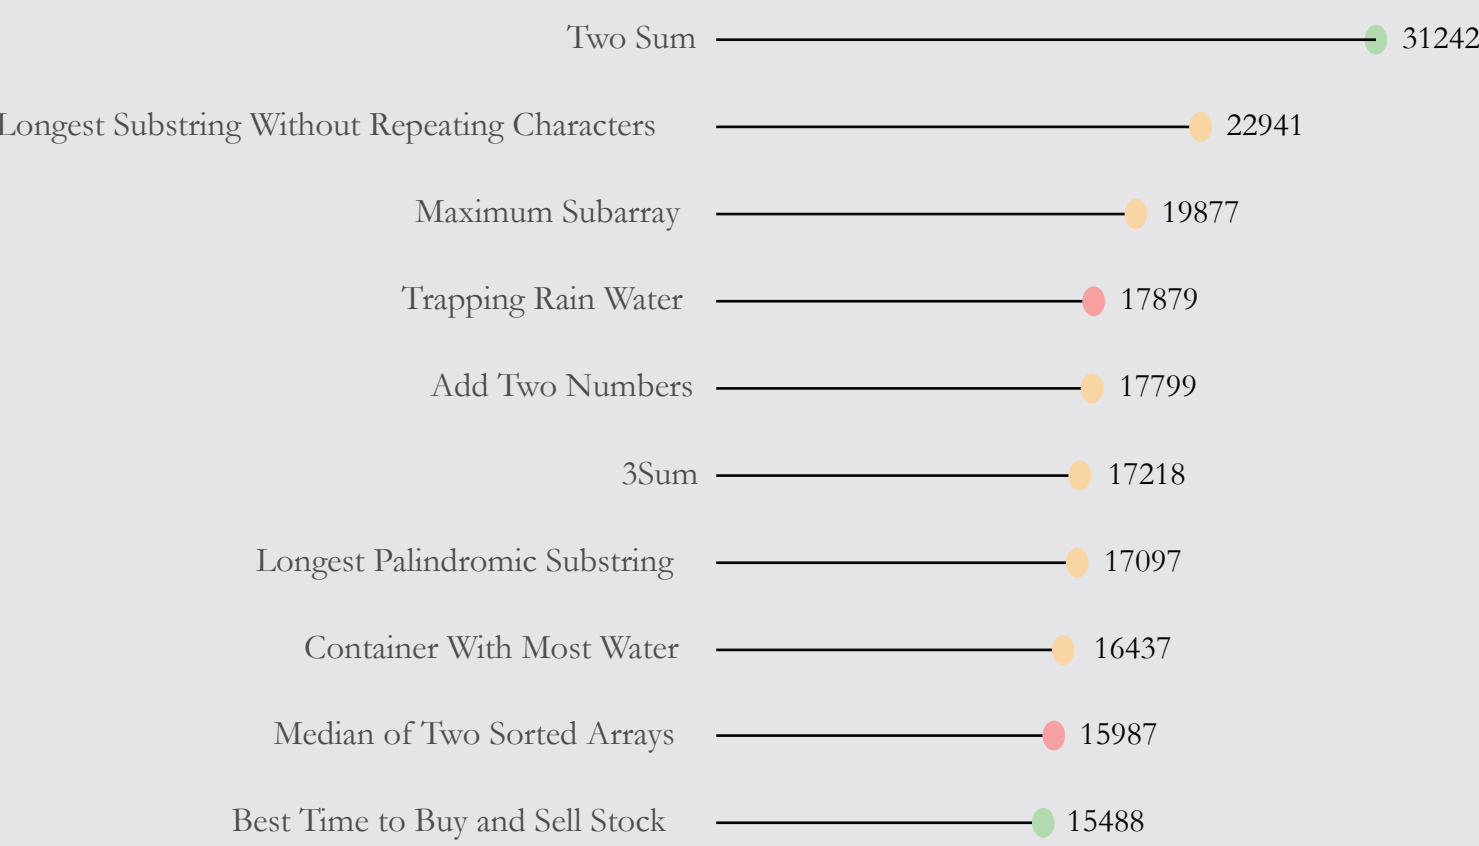 Two Sum 31242
Longest Substring Without Repeating Characters 22941
Maximum Subarray 19877
Trapping Rain Water 17879
Add Two Numbers 17799
3Sum 17218
Longest Palindromic Substring 17097
Container With Most Water 16437
Median of Two Sorted Arrays 15987
Best Time to Buy and Sell Stock 15488